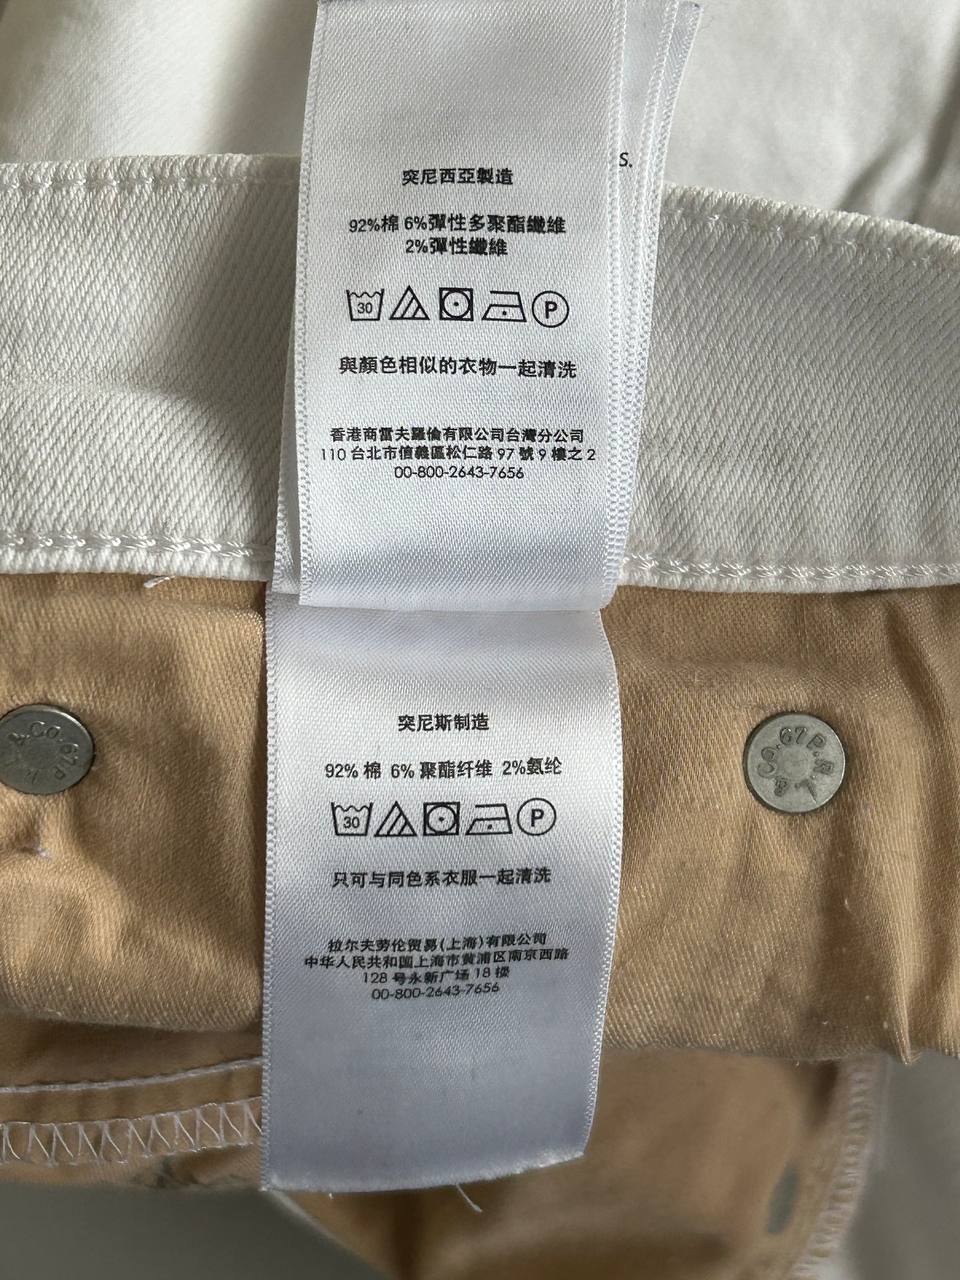 s.
突尼西亞製造
92%棉 6%彈性多聚酯纖維
2%彈性纖維
30 P
與顏色相似的衣物一起清洗
香港商雷夫羅倫有限公司台灣分公司
110 台北市信義區松仁路 97 號 9 樓之 2
00-800-2643-7656
突尼斯制造
92% 棉 6% 聚酯纤维 2%氨纶
30 P
只可与同色系衣服一起清洗
拉尔夫劳伦贸易(上海)有限公司
中华人民共和国上海市黄浦区南京西路
128 号永新广场 18 楼
00-800-2643-7656
&Co.67 P.
Co.67 P.R.L